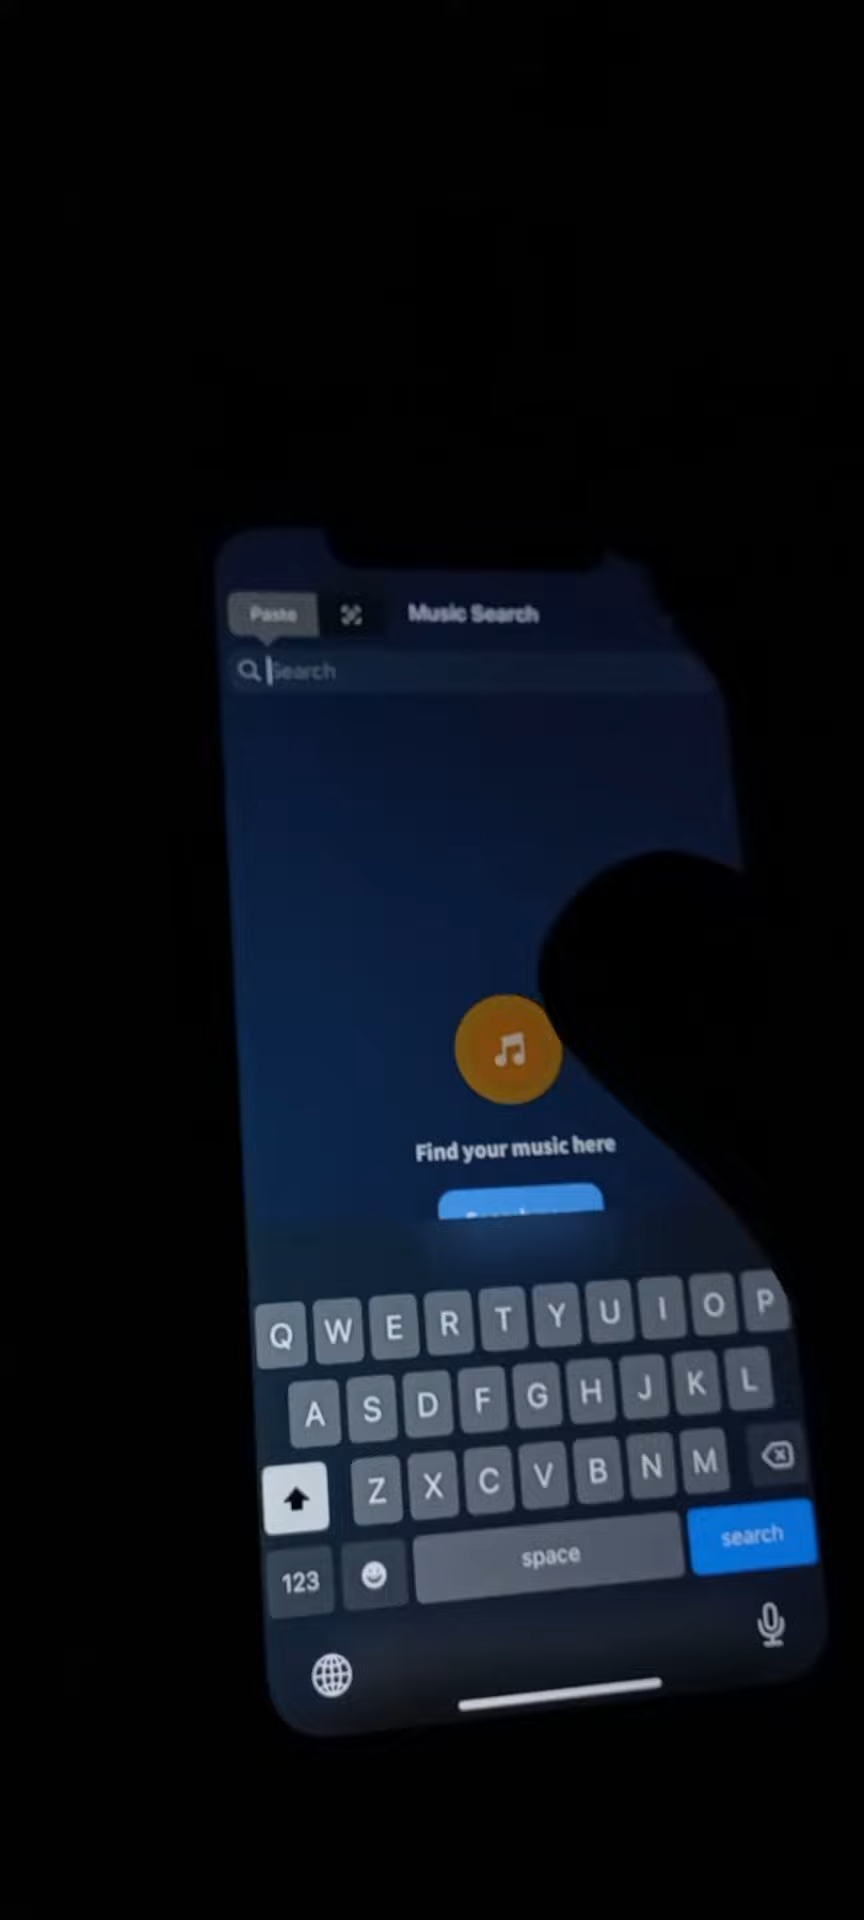 Paste
Music Search
Search
Find your music here
Q W E R T Y U I O P
A S D F G H J K L
Z X C V B N M
123 space search